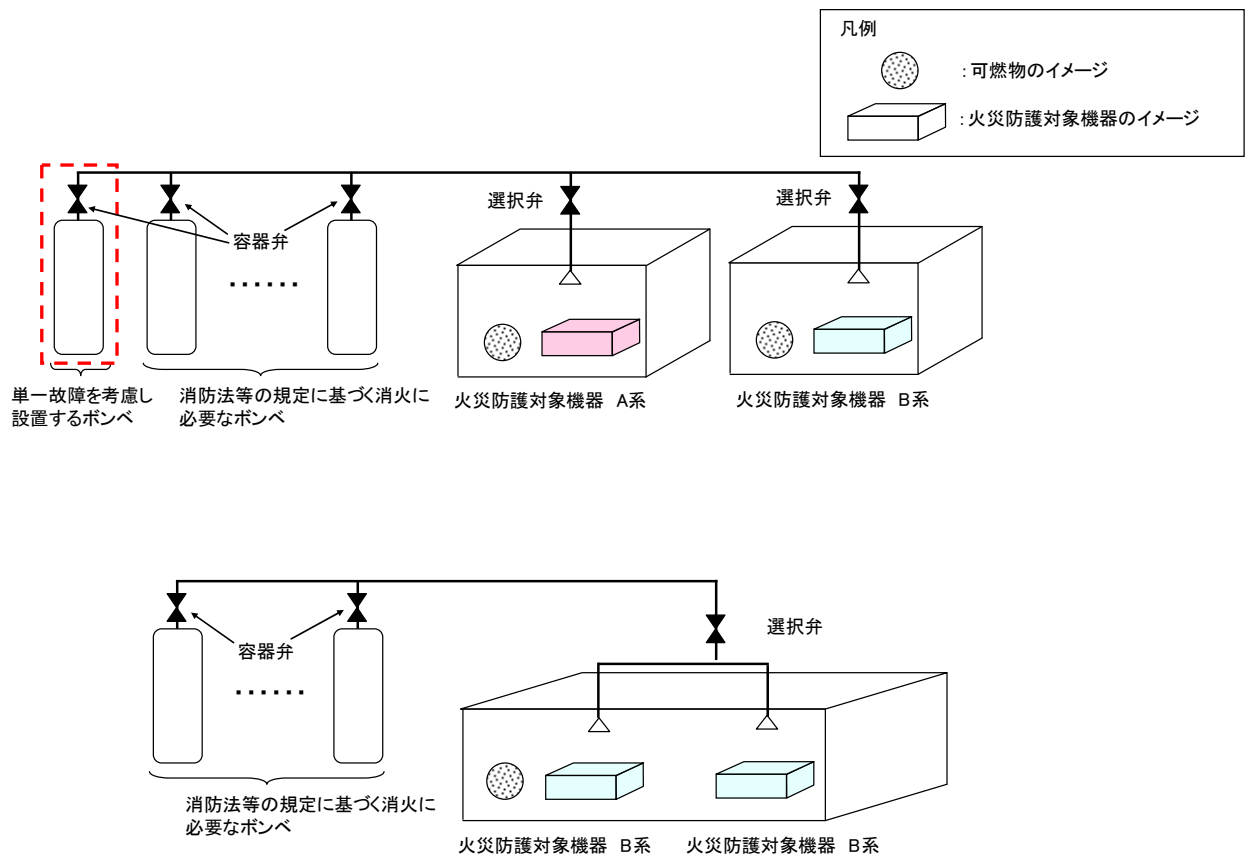 凡例
：可燃物のイメージ
：火災防護対象機器のイメージ
選択弁
選択弁
容器弁
‥‥‥
単一故障を考慮し
設置するボンベ
消防法等の規定に基づく消火に
必要なボンベ
火災防護対象機器 A系
火災防護対象機器 B系
選択弁
容器弁
‥‥‥
消防法等の規定に基づく消火に
必要なボンベ
火災防護対象機器 B系
火災防護対象機器 B系